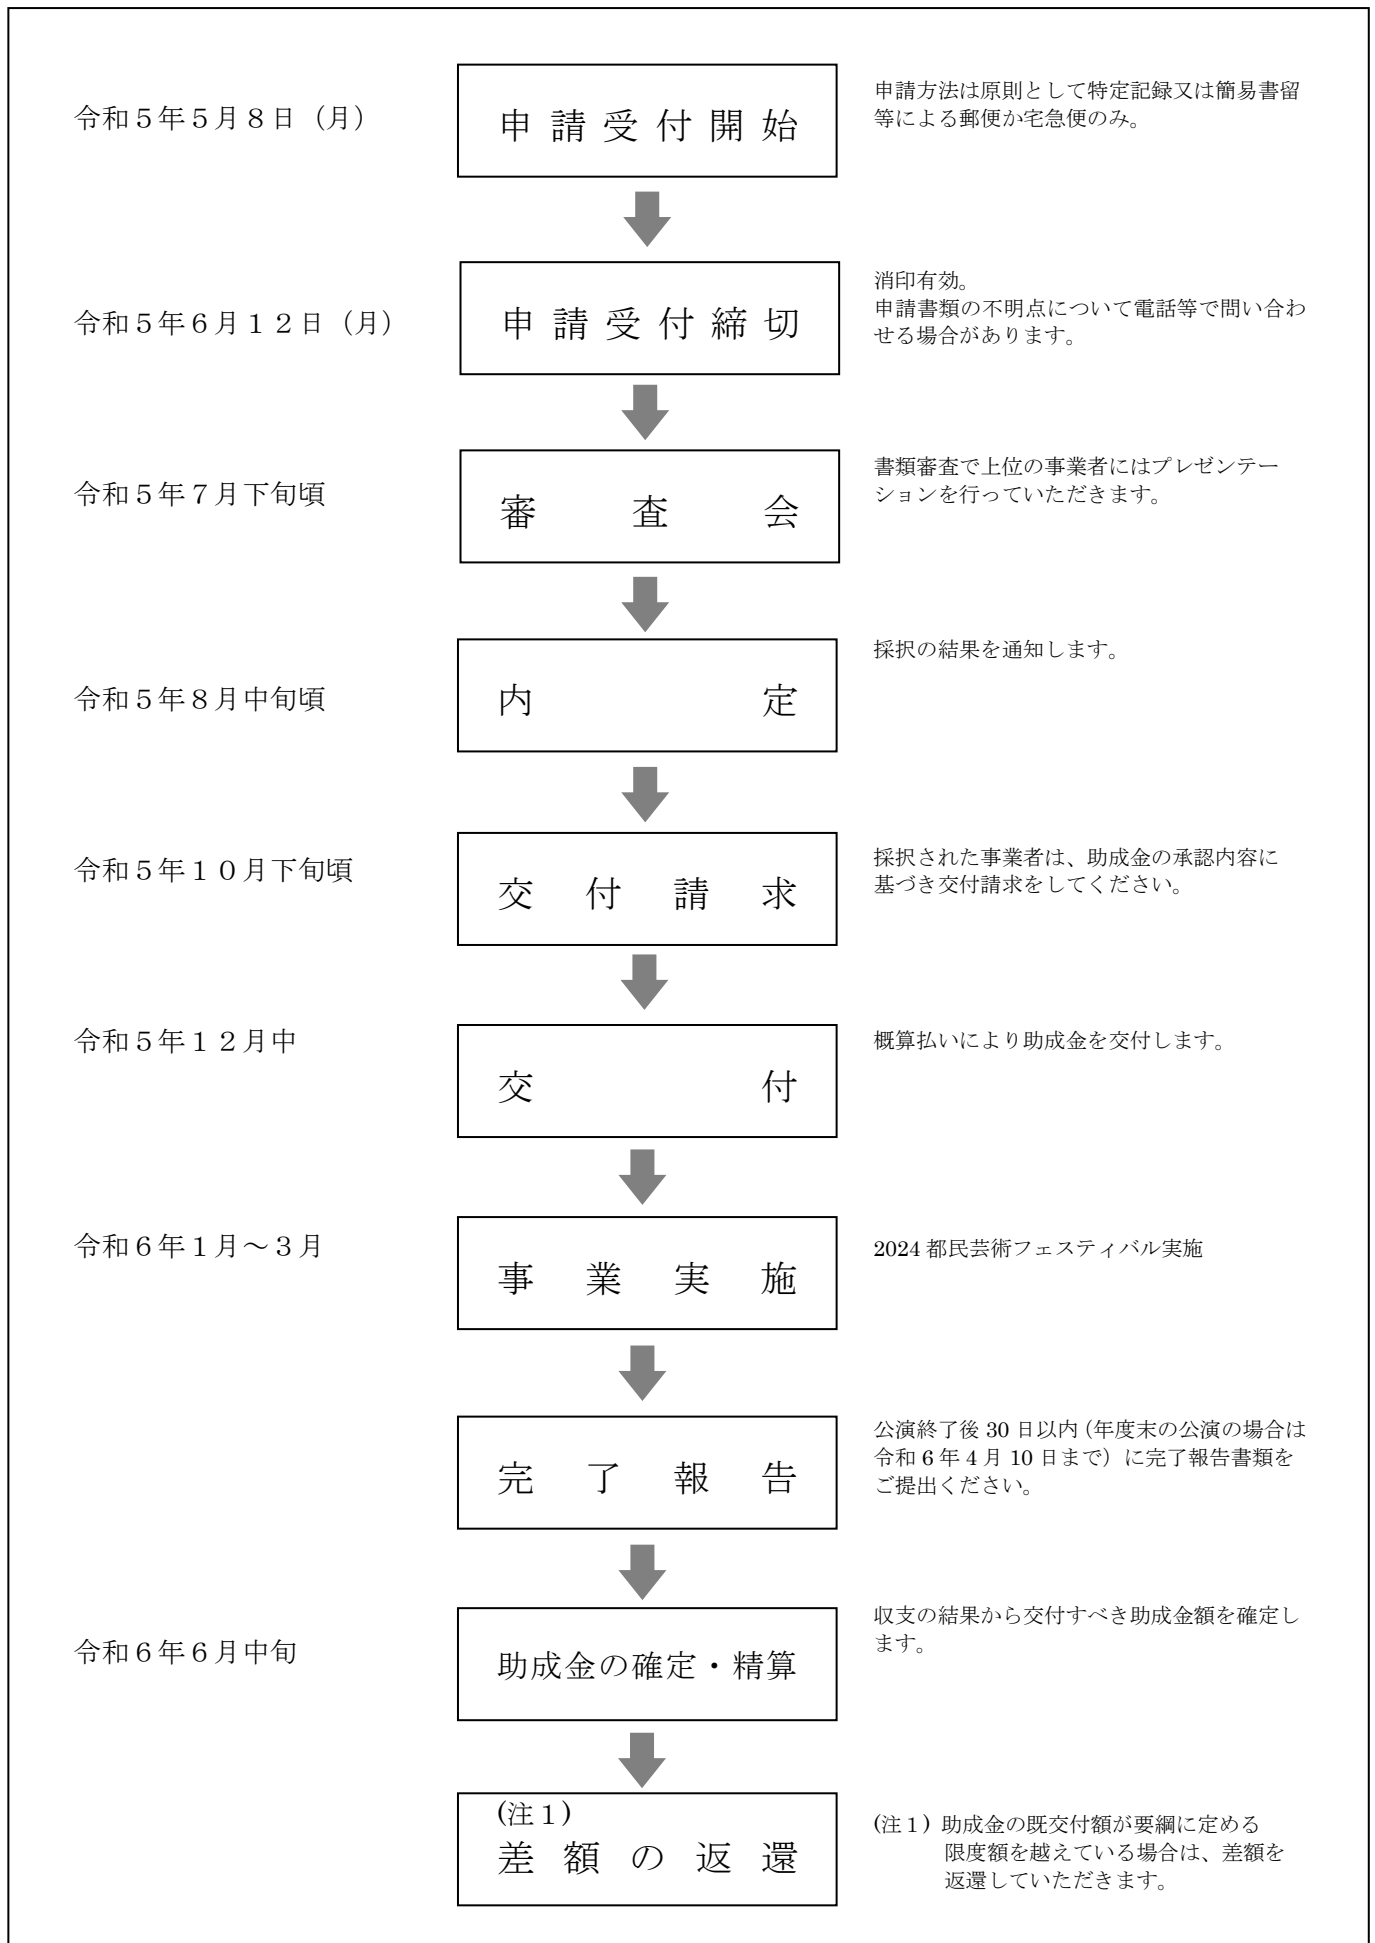 令和５年５月８日（月）
申請受付開始
申請方法は原則として特定記録又は簡易書留
等による郵便か宅急便のみ。
令和５年６月１２日（月）
申請受付締切
消印有効。
申請書類の不明点について電話等で問い合わ
せる場合があります。
令和５年７月下旬頃
審査会
書類審査で上位の事業者にはプレゼンテー
ションを行っていただきます。
令和５年８月中旬頃
内定
採択の結果を通知します。
令和５年１０月下旬頃
交付請求
採択された事業者は、助成金の承認内容に
基づき交付請求をしてください。
令和５年１２月中
交付
概算払いにより助成金を交付します。
令和６年１月～３月
事業実施
2024 都民芸術フェスティバル実施
完了報告
公演終了後 30 日以内（年度末の公演の場合は
令和 6 年 4 月 10 日まで）に完了報告書類を
ご提出ください。
令和６年６月中旬
助成金の確定・精算
収支の結果から交付すべき助成金額を確定し
ます。
(注１)
差額の返還
(注１) 助成金の既交付額が要綱に定める
限度額を越えている場合は、差額を
返還していただきます。